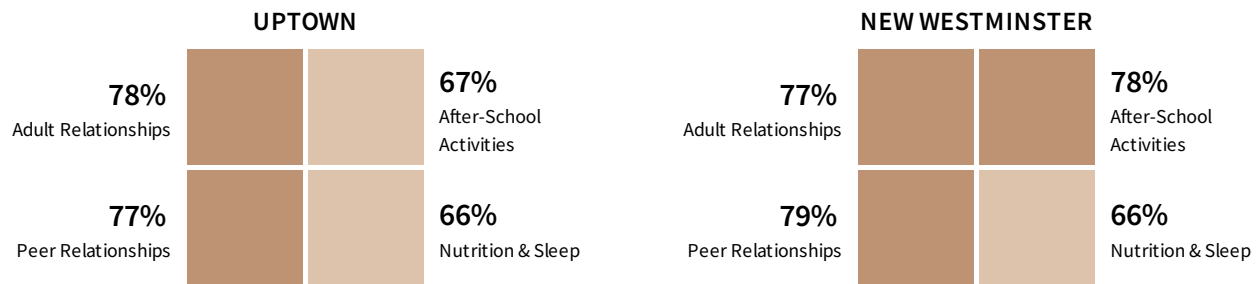 UPTOWN
78%
Adult Relationships
67%
After-School
Activities
77%
Peer Relationships
66%
Nutrition & Sleep
NEW WESTMINSTER
77%
Adult Relationships
78%
After-School
Activities
79%
Peer Relationships
66%
Nutrition & Sleep